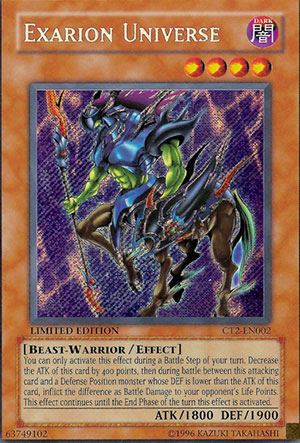 EXARION UNIVERSE
DARK
闇
LIMITED EDITION CT2-EN002
[BEAST-WARRIOR / EFFECT]
You can only activate this effect during a Battle Step of your turn. Decrease
the ATK of this card by 400 points, then during battle between this attacking
card and a Defense Position monster whose DEF is lower than the ATK of this
card, inflict the difference as Battle Damage to your opponent's Life Points.
This effect continues until the End Phase of the turn this effect is activated.
ATK/1800 DEF/1900
63749102 ©1996 KAZUKI TAKAHASHI